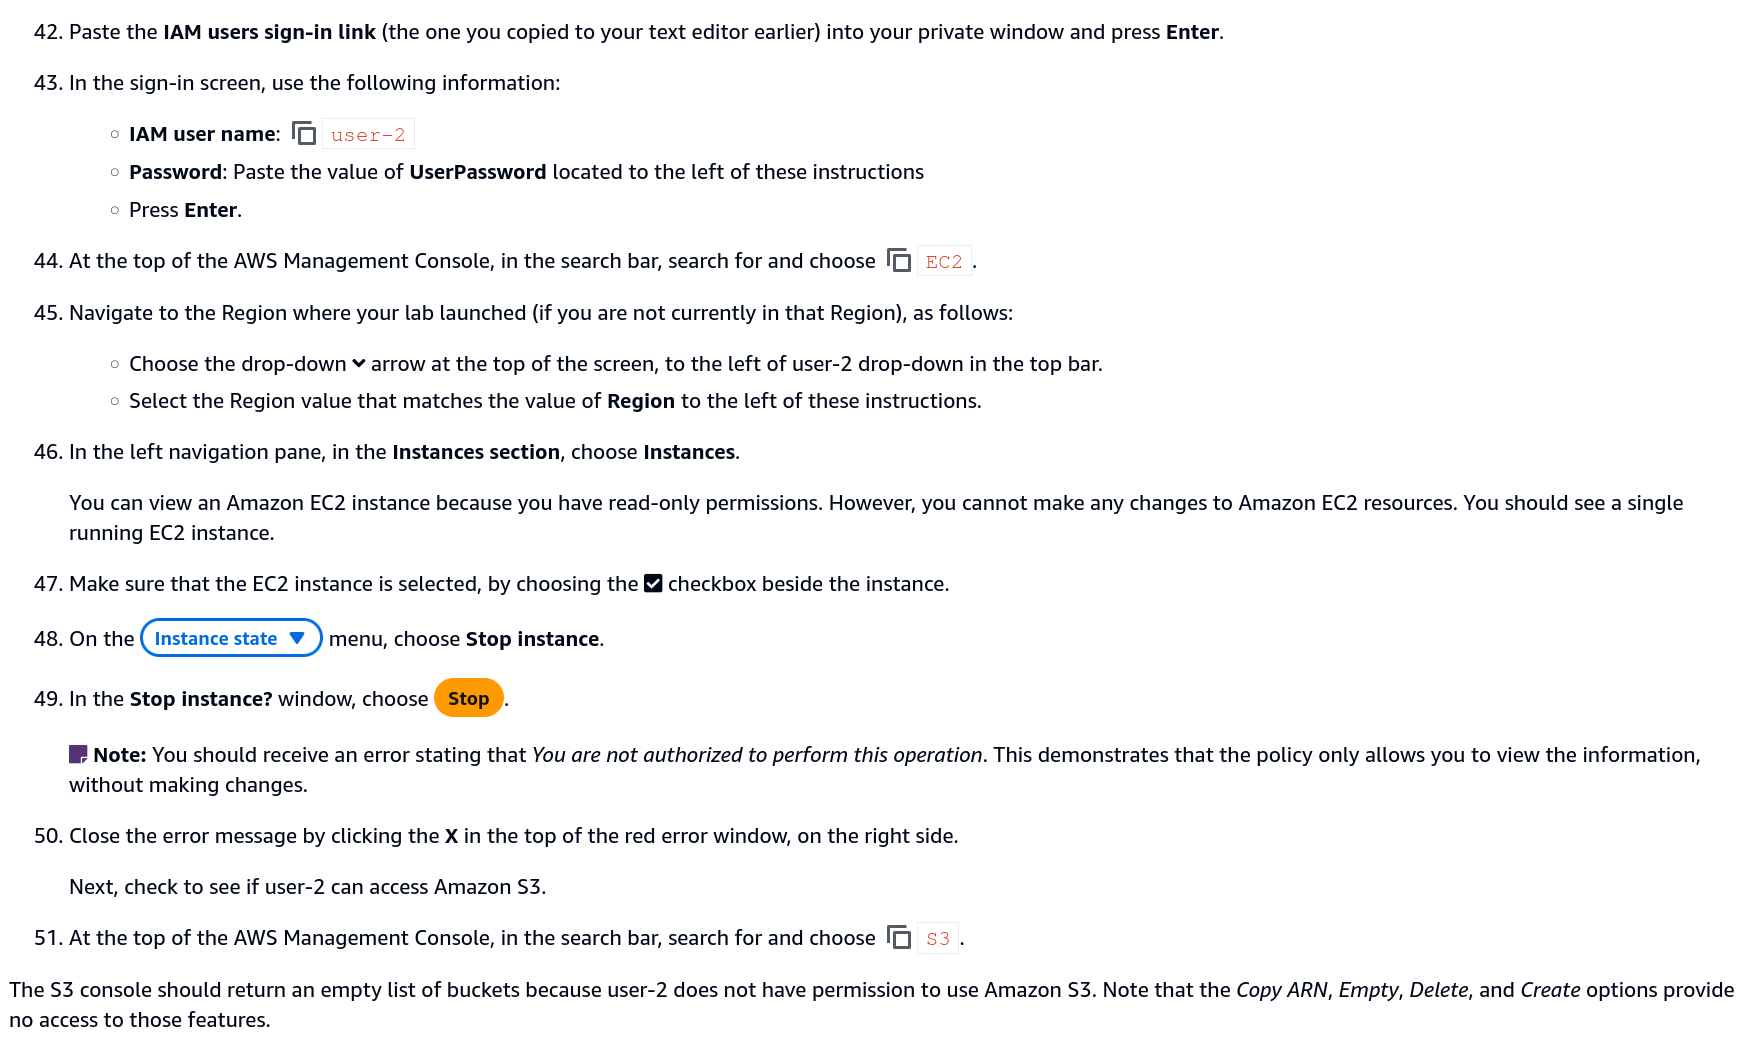 42. Paste the IAM users sign-in link (the one you copied to your text editor earlier) into your private window and press Enter.
43. In the sign-in screen, use the following information:
IAM user name: user-2
Password: Paste the value of UserPassword located to the left of these instructions
Press Enter.
44. At the top of the AWS Management Console, in the search bar, search for and choose EC2.
45. Navigate to the Region where your lab launched (if you are not currently in that Region), as follows:
Choose the drop-down arrow at the top of the screen, to the left of user-2 drop-down in the top bar.
Select the Region value that matches the value of Region to the left of these instructions.
46. In the left navigation pane, in the Instances section, choose Instances.
You can view an Amazon EC2 instance because you have read-only permissions. However, you cannot make any changes to Amazon EC2 resources. You should see a single
running EC2 instance.
47. Make sure that the EC2 instance is selected, by choosing the checkbox beside the instance.
48. On the Instance state menu, choose Stop instance.
49. In the Stop instance? window, choose Stop.
Note: You should receive an error stating that You are not authorized to perform this operation. This demonstrates that the policy only allows you to view the information,
without making changes.
50. Close the error message by clicking the X in the top of the red error window, on the right side.
Next, check to see if user-2 can access Amazon S3.
51. At the top of the AWS Management Console, in the search bar, search for and choose S3.
The S3 console should return an empty list of buckets because user-2 does not have permission to use Amazon S3. Note that the Copy ARN, Empty, Delete, and Create options provide
no access to those features.